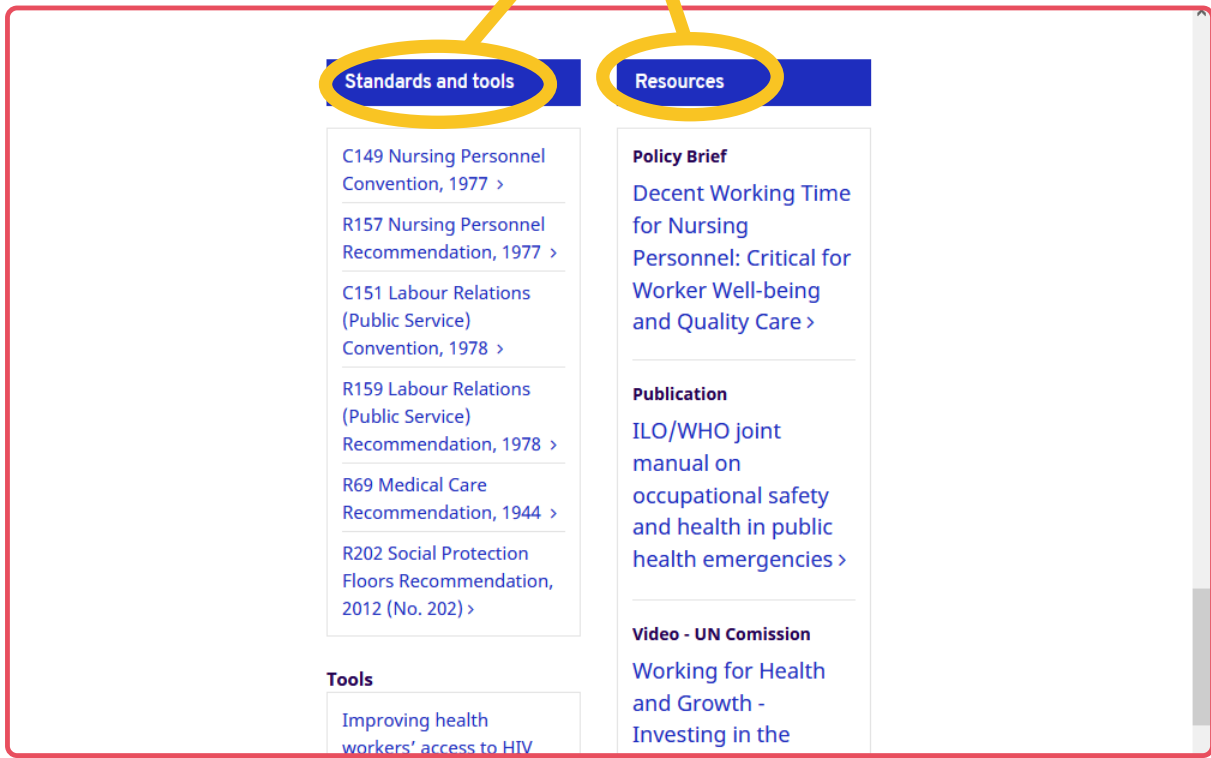 Standards and tools
C149 Nursing Personnel
Convention, 1977 >
R157 Nursing Personnel
Recommendation, 1977 >
C151 Labour Relations
(Public Service)
Convention, 1978 >
R159 Labour Relations
(Public Service)
Recommendation, 1978 >
R69 Medical Care
Recommendation, 1944 >
R202 Social Protection
Floors Recommendation,
2012 (No. 202) >
Tools
Improving health
workers’ access to HIV
Resources
Policy Brief
Decent Working Time
for Nursing
Personnel: Critical for
Worker Well-being
and Quality Care >
Publication
ILO/WHO joint
manual on
occupational safety
and health in public
health emergencies >
Video - UN Comission
Working for Health
and Growth -
Investing in the